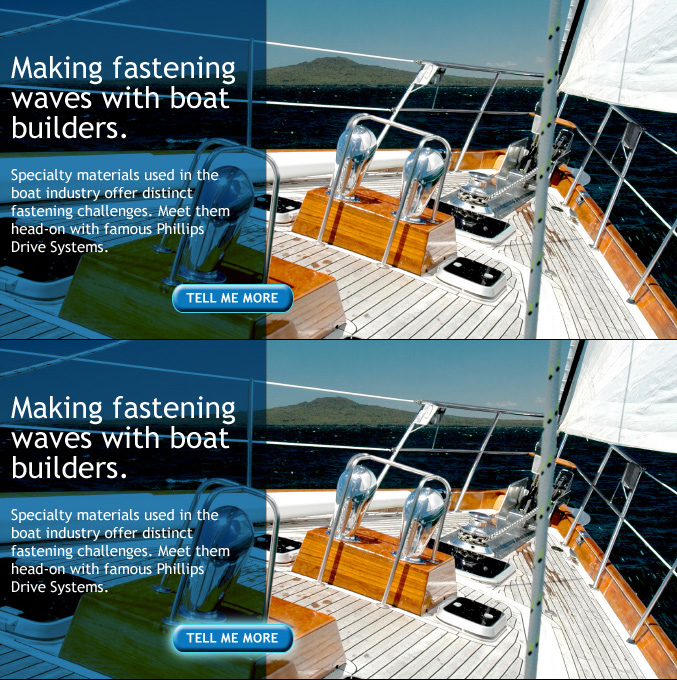 Making fastening
waves with boat
builders.
Specialty materials used in the
boat industry offer distinct
fastening challenges. Meet them
head-on with famous Phillips
Drive Systems.
TELL ME MORE
Making fastening
waves with boat
builders.
Specialty materials used in the
boat industry offer distinct
fastening challenges. Meet them
head-on with famous Phillips
Drive Systems.
TELL ME MORE